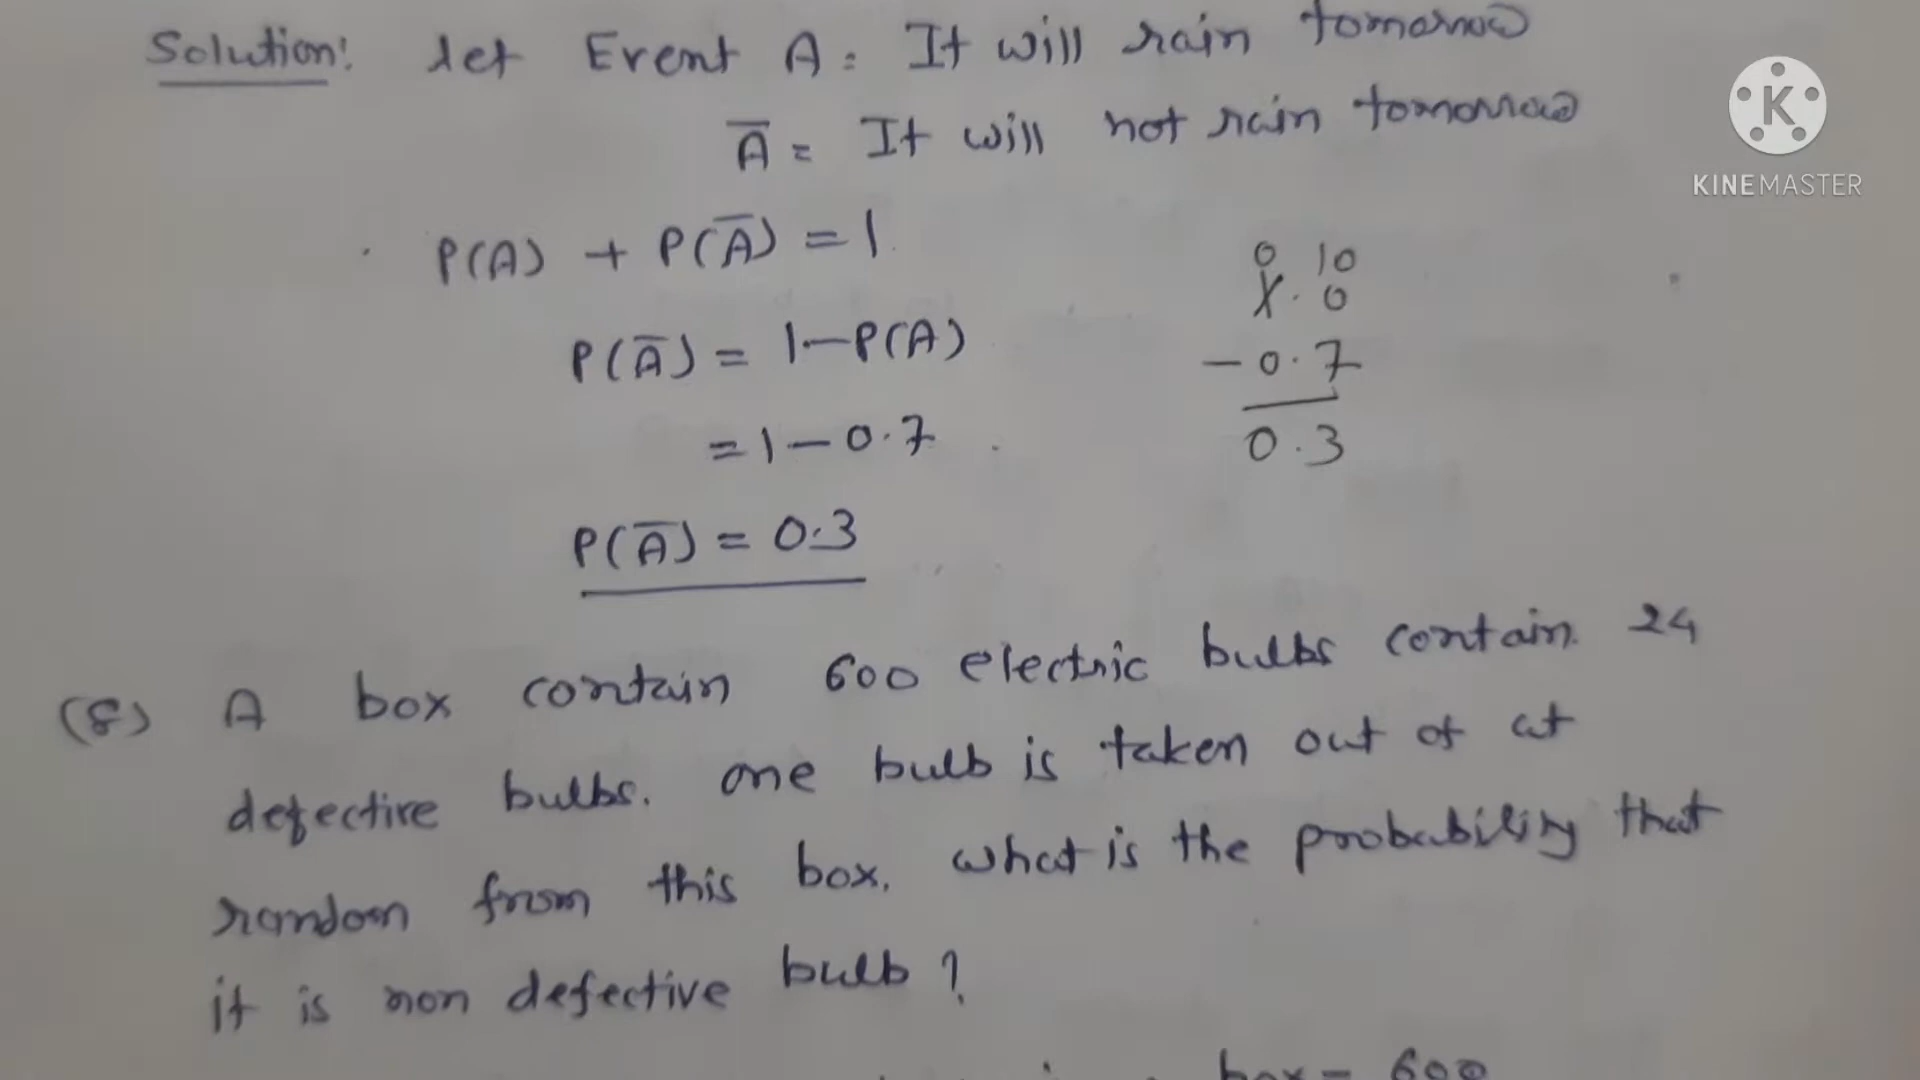 Solution: let Event A = It will rain tomorrow
A̅ = It will not rain tomorrow
P(A) + P(A̅) = 1
P(A̅) = 1-P(A)
= 1 - 0.7
P(A̅) = 0.3
0 10
1.0
- 0.7
0.3
KINEMASTER
(8) A box contain 600 electric bulbs contain 24
defective bulbs. one bulb is taken out of at
random from this box. what is the probability that
it is non defective bulb ?
box = 600